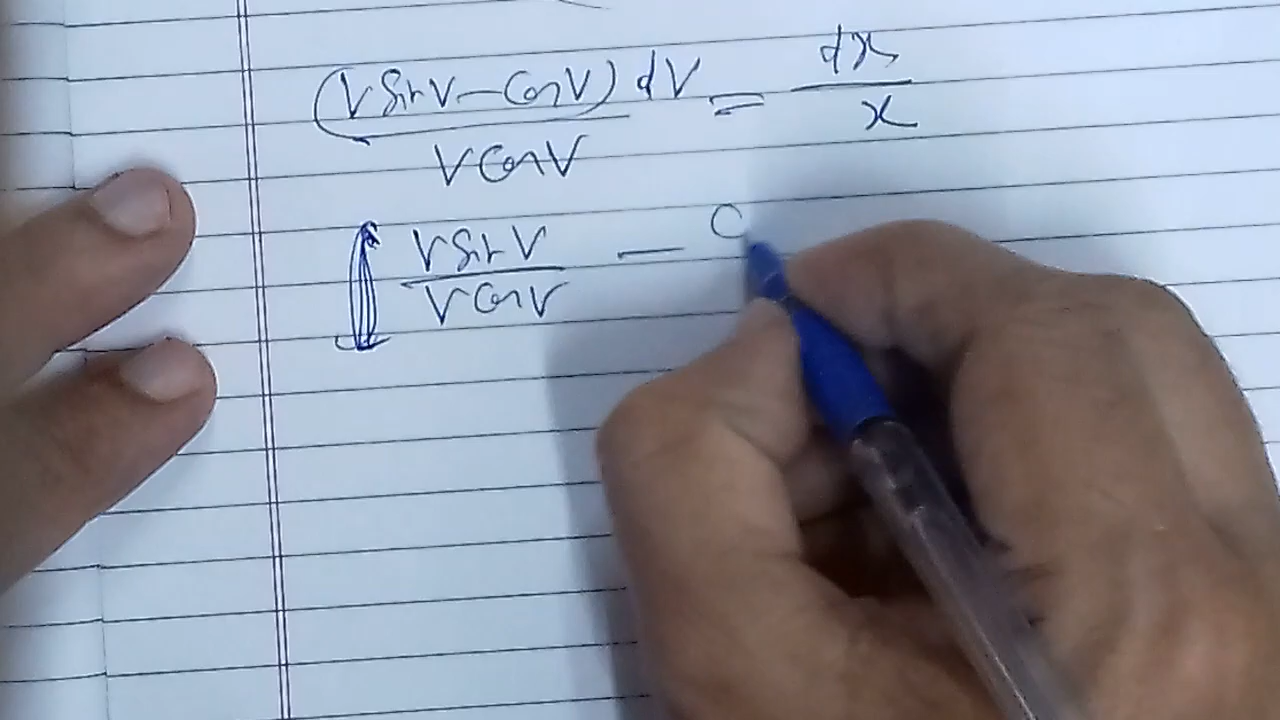 (V Sin V - Cos V) dV / V Cos V = dx / x
∫ V Sin V / V Cos V - C